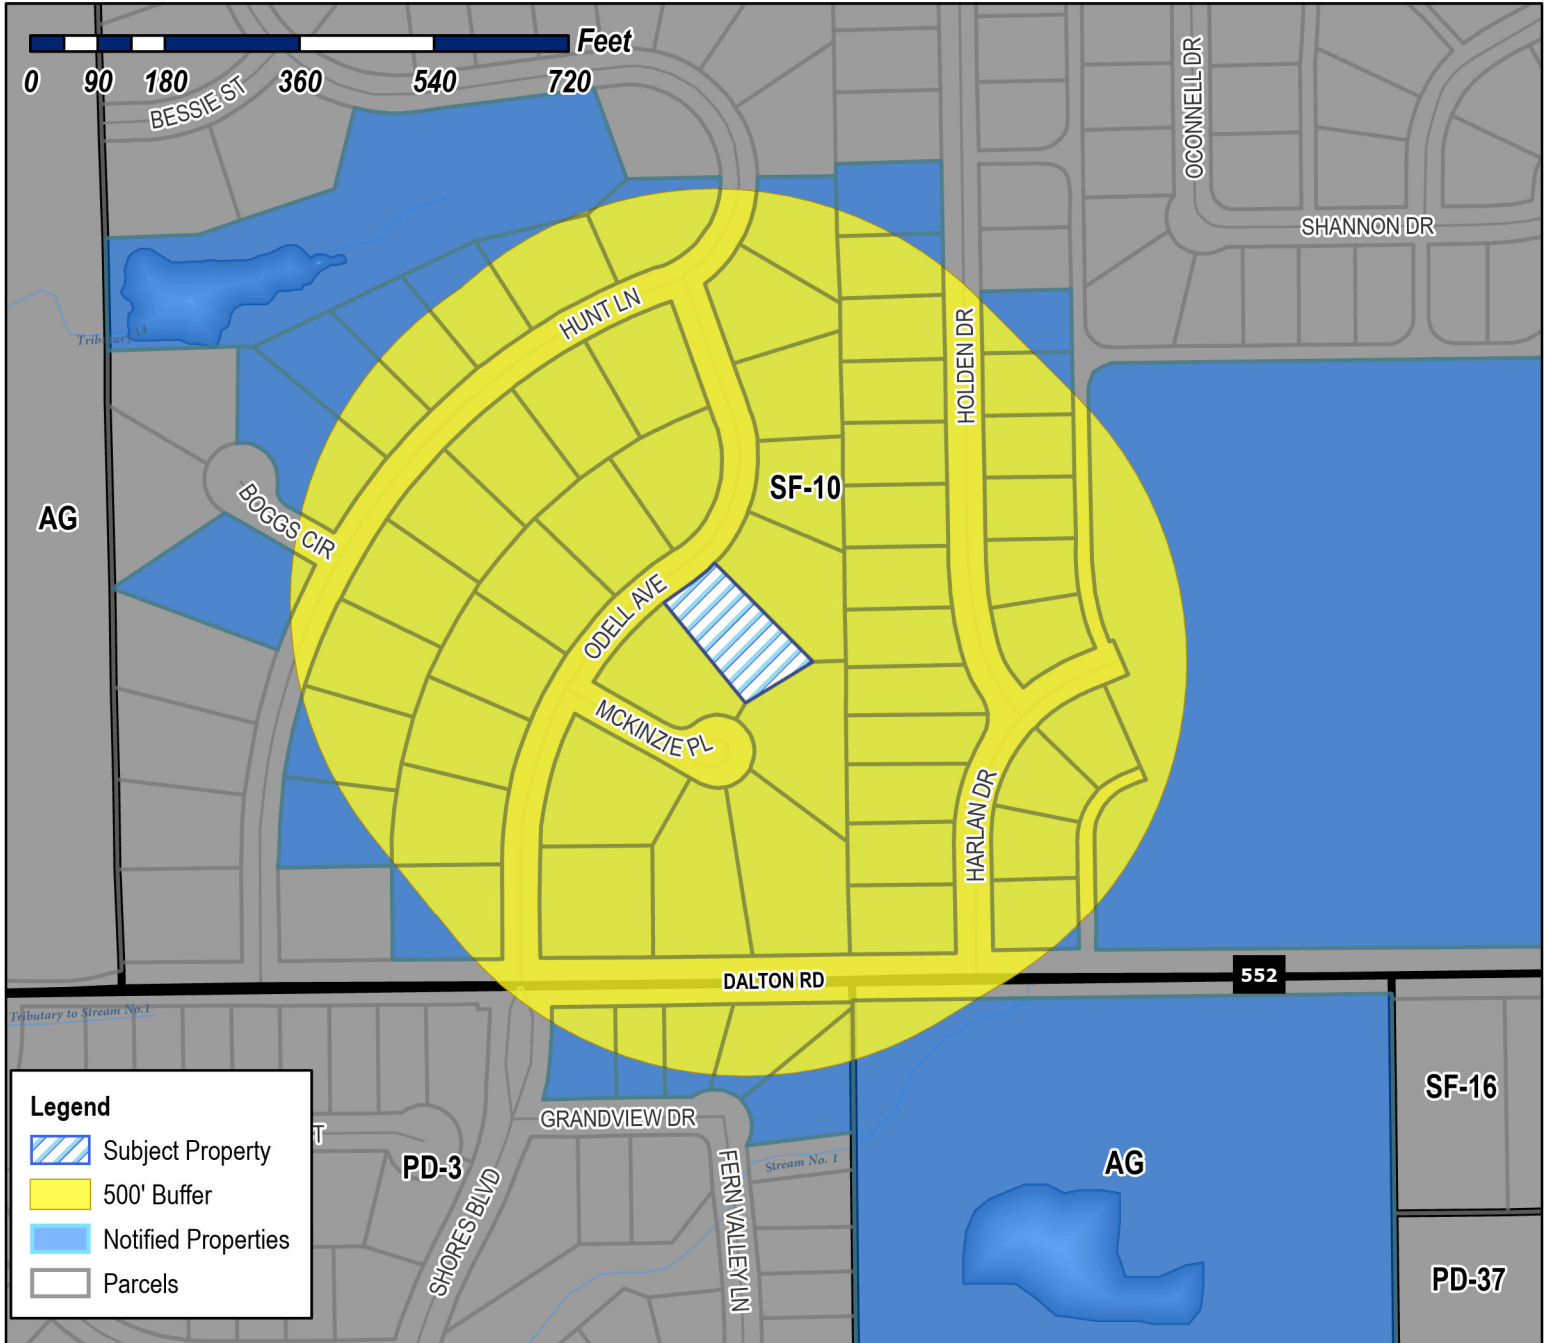 Feet
0 90 180 360 540 720
BESSIE ST
OCONNELL DR
SHANNON DR
HUNT LN
HOLDEN DR
Tributary 14
SF-10
AG
BOGGS CIR
ODELL AVE
MCKINZIE PL
HARLAN DR
DALTON RD
552
Tributary to Stream No.1
SF-16
Legend
Subject Property
500' Buffer
Notified Properties
Parcels
T
GRANDVIEW DR
PD-3
SHORES BLVD
FERN VALLEY LN
Stream No. 1
AG
PD-37